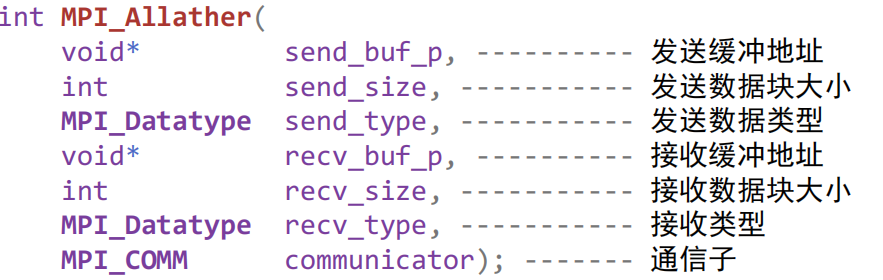 int MPI_Allather(
void* send_buf_p, ---------- 发送缓冲地址
int send_size, ----------- 发送数据块大小
MPI_Datatype send_type, ----------- 发送数据类型
void* recv_buf_p, ---------- 接收缓冲地址
int recv_size, ----------- 接收数据块大小
MPI_Datatype recv_type, ----------- 接收类型
MPI_COMM communicator); ------- 通信子